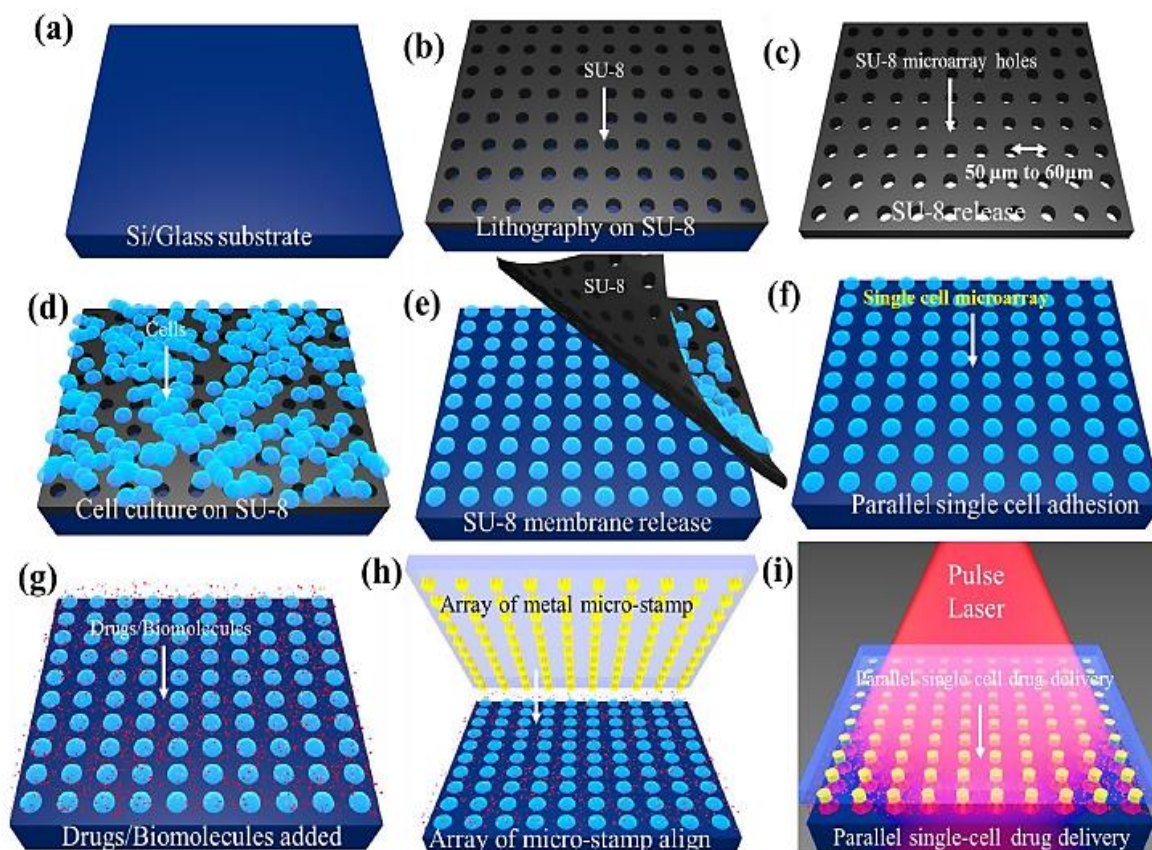 (a)
Si/Glass substrate
(b)
SU-8
Lithography on SU-8
(c)
SU-8 microarray holes
50 µm to 60µm
SU-8 release
(d)
Cells
Cell culture on SU-8
(e)
SU-8
SU-8 membrane release
(f)
Single cell microarray
Parallel single cell adhesion
(g)
Drugs/Biomolecules
Drugs/Biomolecules added
(h)
Array of metal micro-stamp
Array of micro-stamp align
(i)
Pulse
Laser
Parallel single-cell drug delivery
Parallel single-cell drug delivery